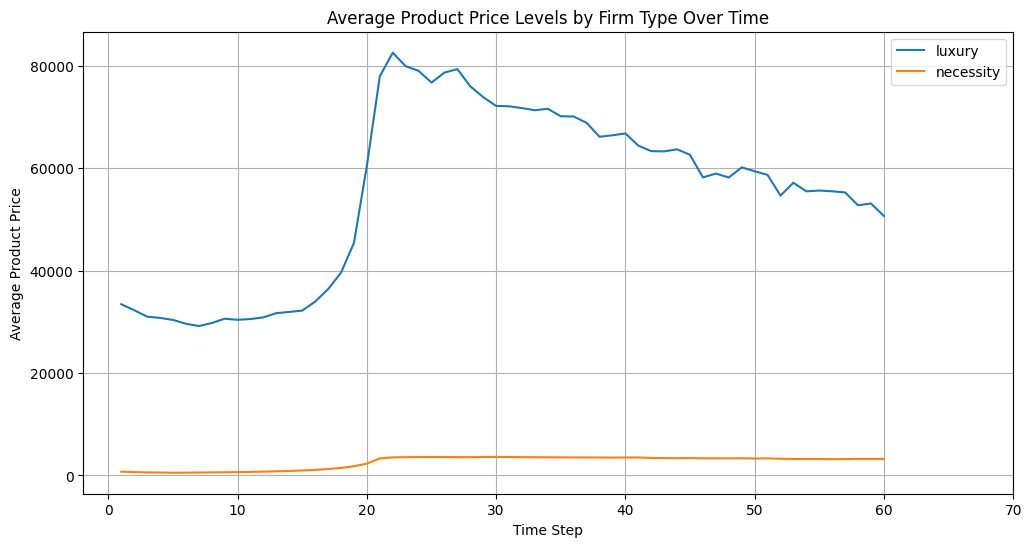 Average Product Price Levels by Firm Type Over Time
luxury
necessity
Average Product Price
80000
60000
40000
20000
0
0 10 20 30 40 50 60 70
Time Step